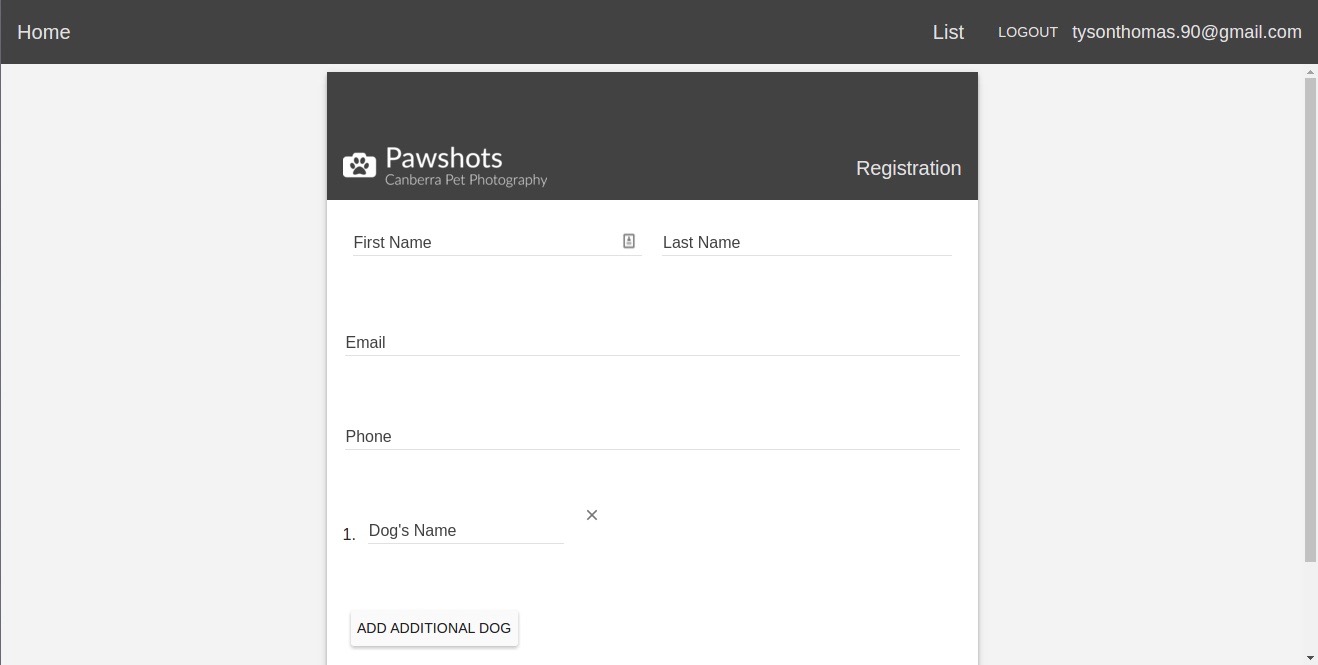 Home
List LOGOUT tysonthomas.90@gmail.com
Pawshots
Canberra Pet Photography
Registration
First Name
Last Name
Email
Phone
1. Dog's Name
ADD ADDITIONAL DOG